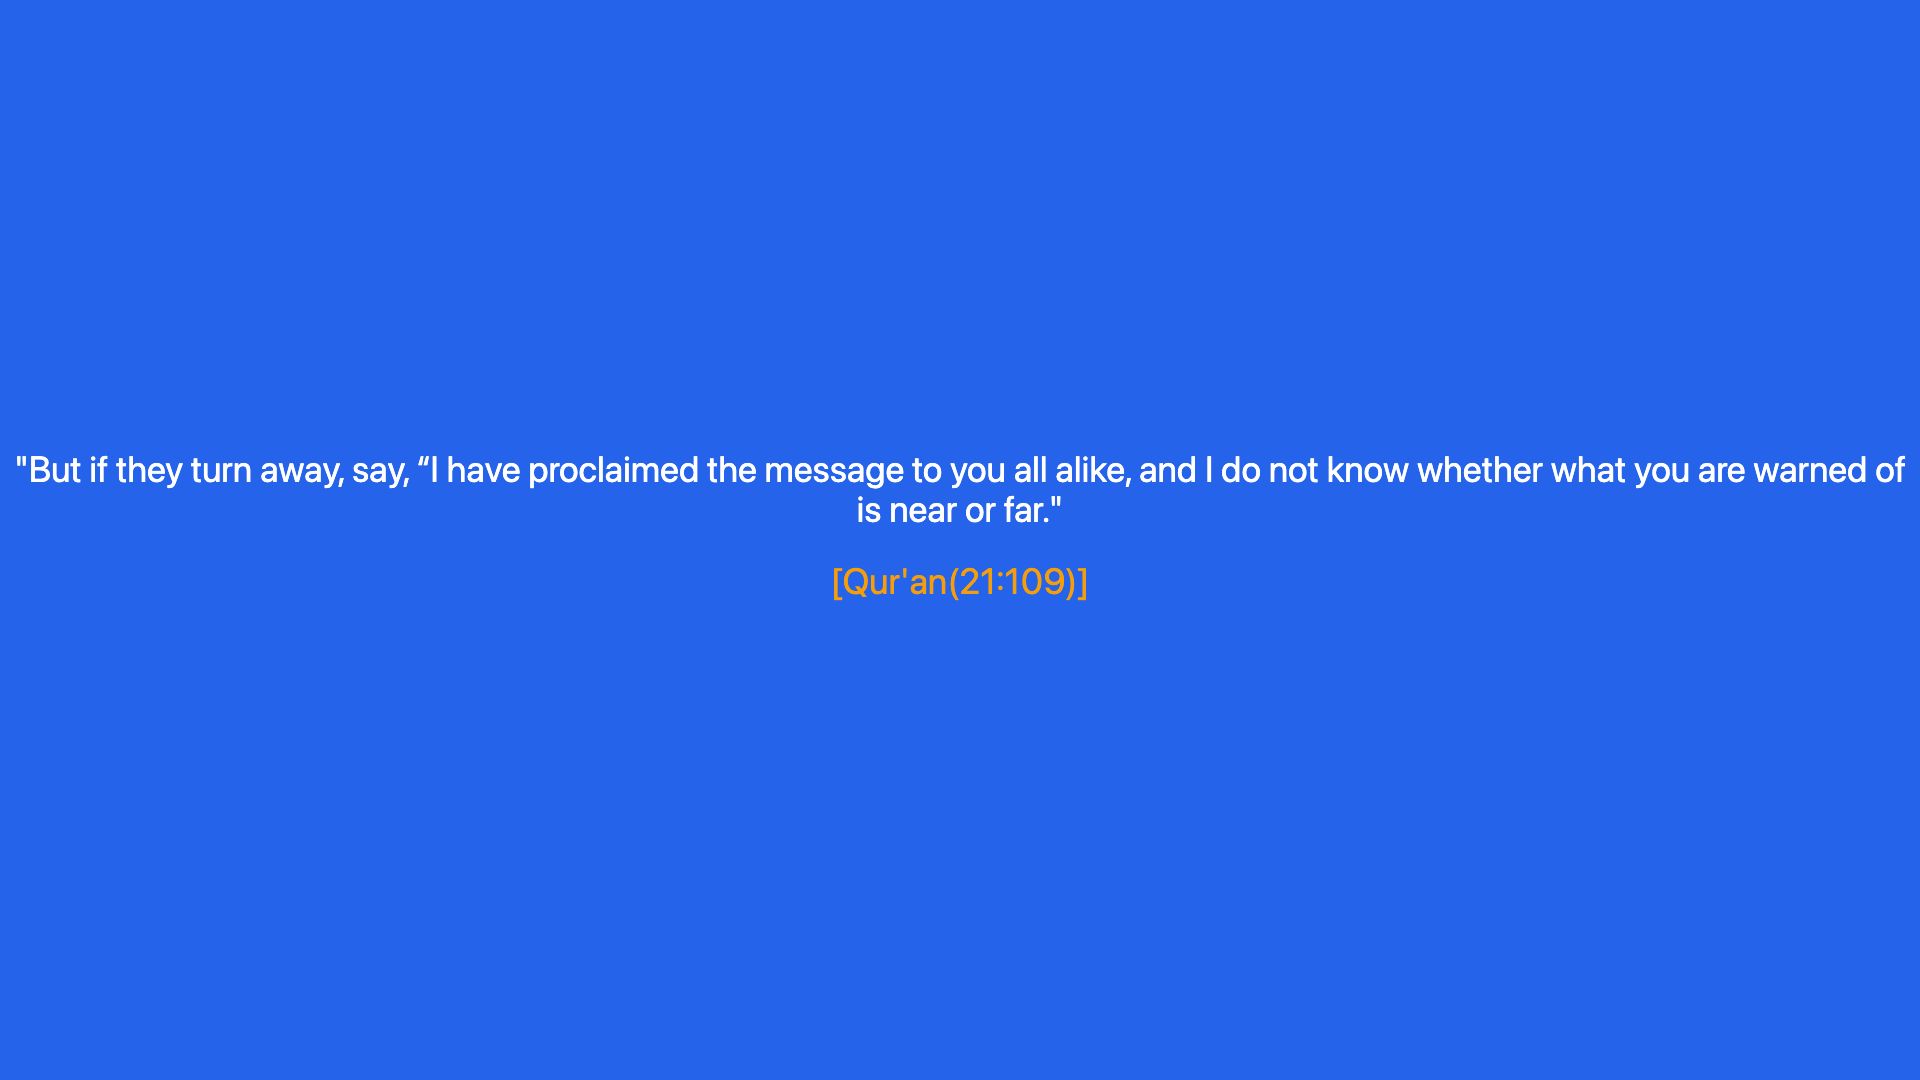 "But if they turn away, say, “I have proclaimed the message to you all alike, and I do not know whether what you are warned of
is near or far."
[Qur'an(21:109)]